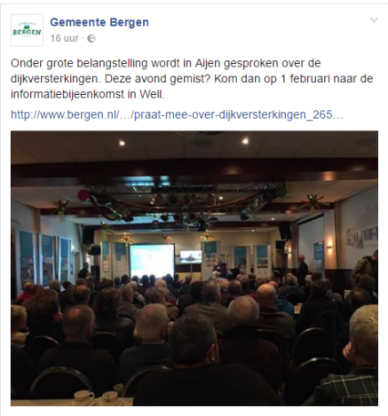 Gemeente Bergen
BERGEN
16 uur ·
Onder grote belangstelling wordt in Aijen gesproken over de
dijkversterkingen. Deze avond gemist? Kom dan op 1 februari naar de
informatiebijeenkomst in Well.
http://www.bergen.nl/…/praat-mee-over-dijkversterkingen_265…